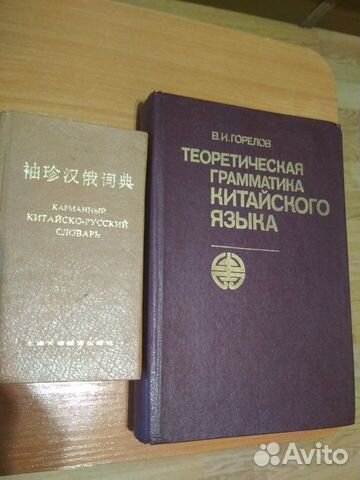 袖珍汉俄词典
КАРМАННЫЙ
КИТАЙСКО-РУССКИЙ
СЛОВАРЬ
В.И.ГОРЕЛОВ
ТЕОРЕТИЧЕСКАЯ
ГРАММАТИКА
КИТАЙСКОГО
ЯЗЫКА
Avito